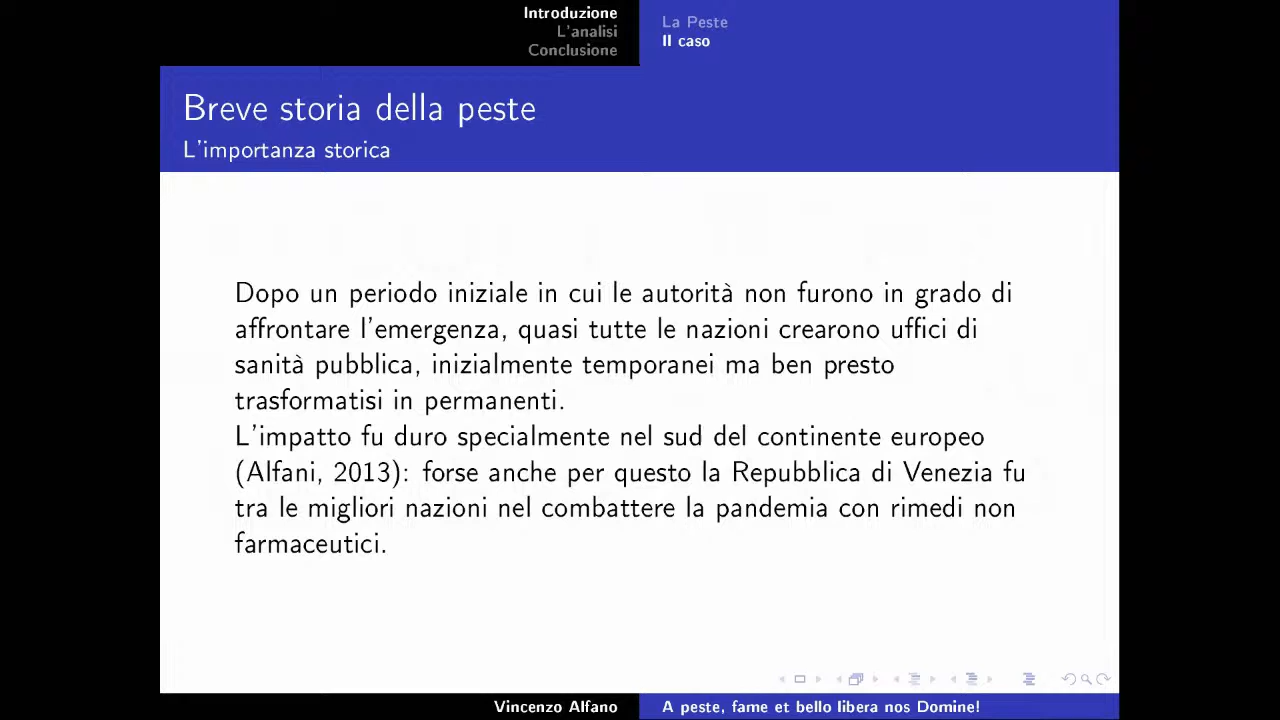 Introduzione
L'analisi
Conclusione
La Peste
Il caso
Breve storia della peste
L'importanza storica
Dopo un periodo iniziale in cui le autorità non furono in grado di
affrontare l'emergenza, quasi tutte le nazioni crearono uffici di
sanità pubblica, inizialmente temporanei ma ben presto
trasformatisi in permanenti.
L'impatto fu duro specialmente nel sud del continente europeo
(Alfani, 2013): forse anche per questo la Repubblica di Venezia fu
tra le migliori nazioni nel combattere la pandemia con rimedi non
farmaceutici.
Vincenzo Alfano
A peste, fame et bello libera nos Domine!